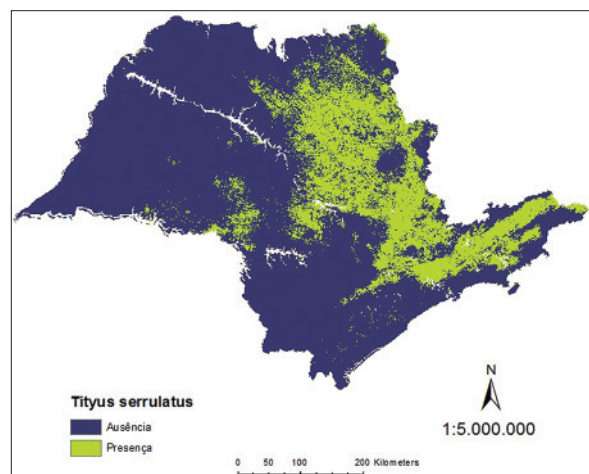 N
1:5.000.000
Tityus serrulatus
Ausência
Presença
0 50 100 200 Kilometers